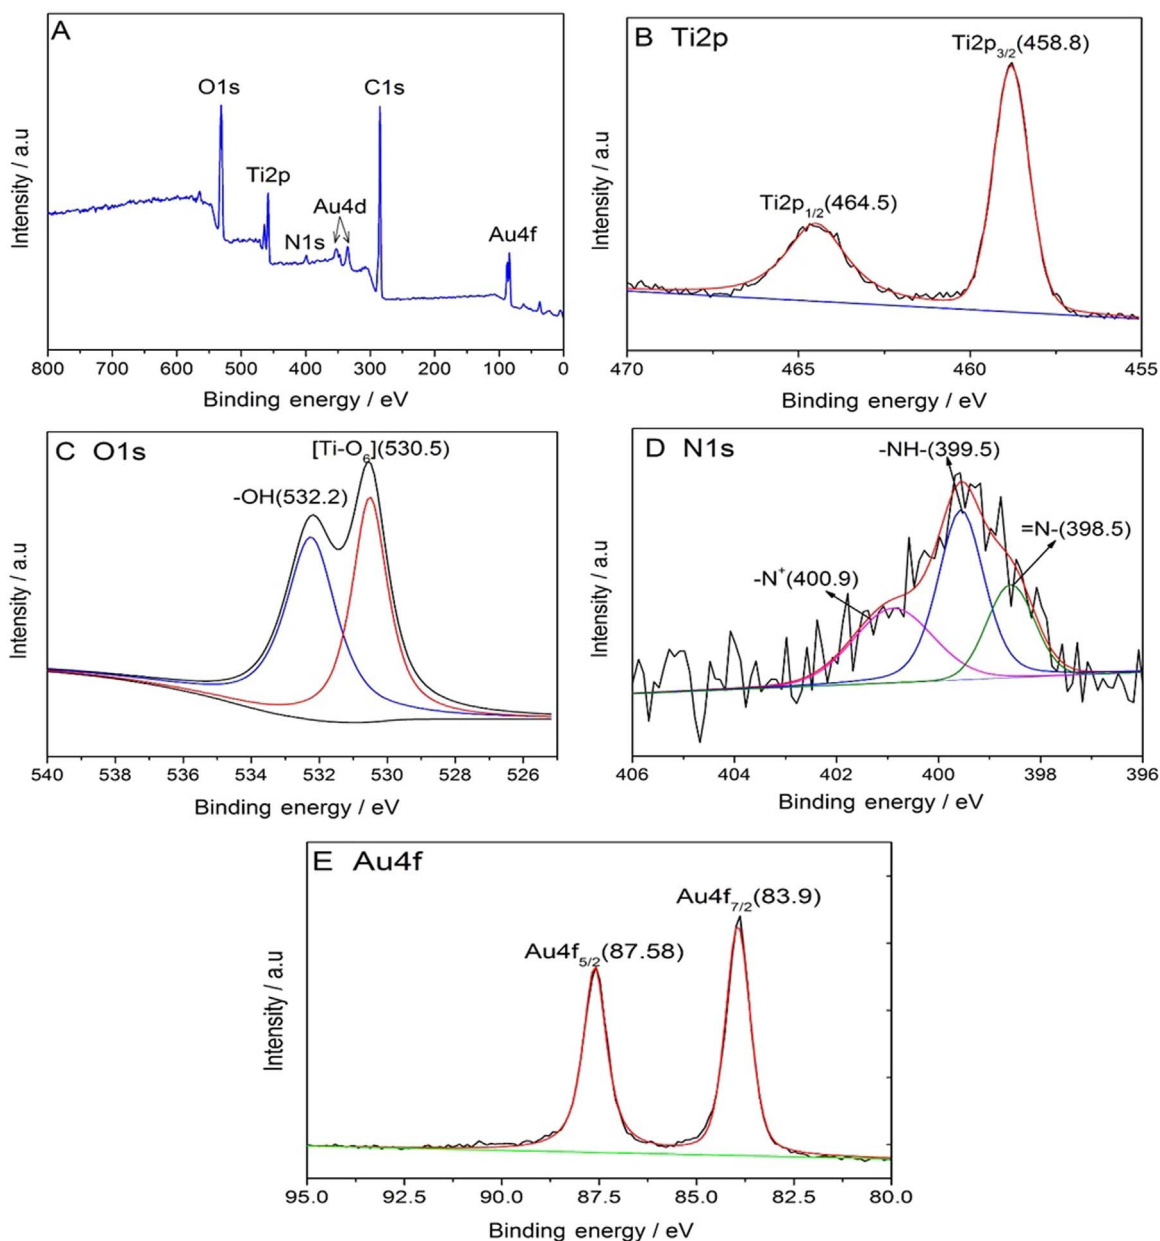 A
O1s
C1s
Ti2p
Au4d
N1s
Au4f
Intensity / a.u
800 700 600 500 400 300 200 100 0
Binding energy / eV
B Ti2p
Ti2p3/2(458.8)
Ti2p1/2(464.5)
Intensity / a.u
470 465 460 455
Binding energy / eV
C O1s
[Ti-O6](530.5)
-OH(532.2)
Intensity / a.u
540 538 536 534 532 530 528 526
Binding energy / eV
D N1s
-NH-(399.5)
=N-(398.5)
-N+(400.9)
Intensity / a.u
406 404 402 400 398 396
Binding energy / eV
E Au4f
Au4f7/2(83.9)
Au4f5/2(87.58)
Intensity / a.u
95.0 92.5 90.0 87.5 85.0 82.5 80.0
Binding energy / eV